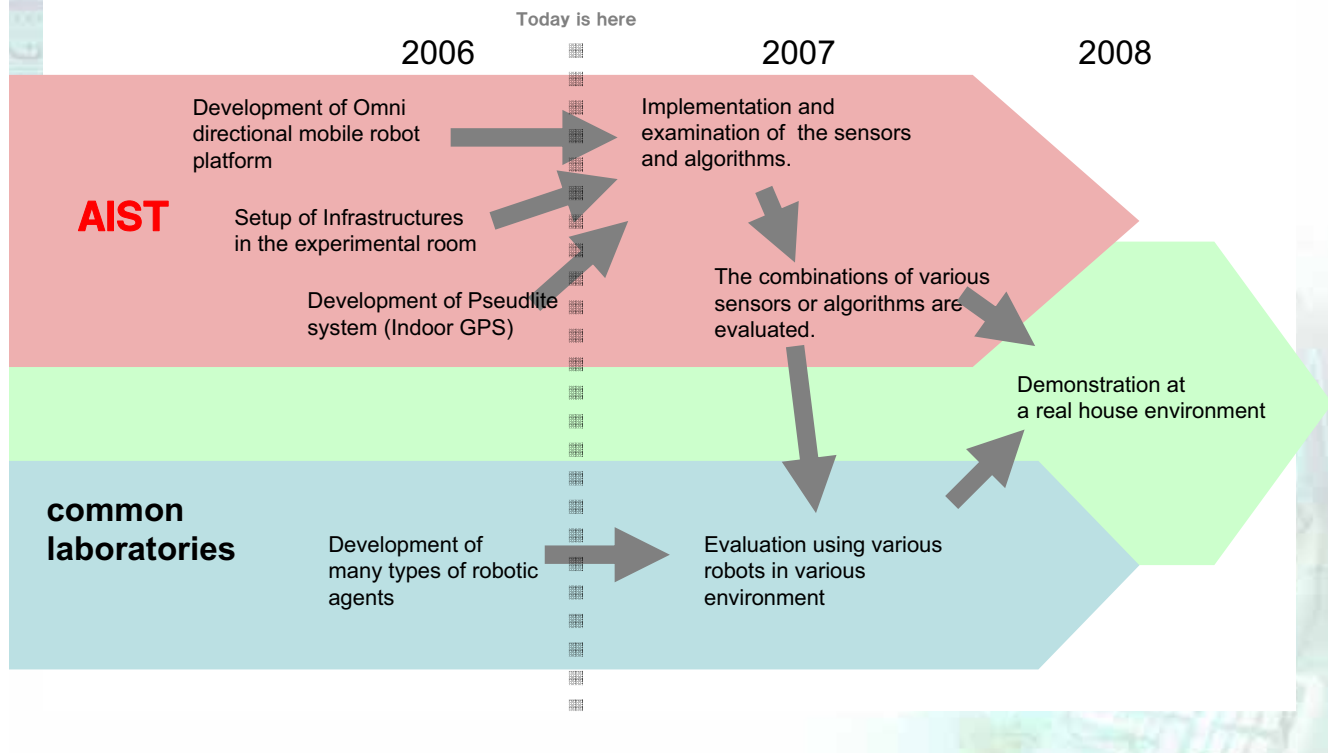 Today is here
2006
2007
2008
Development of Omni
directional mobile robot
platform
Implementation and
examination of the sensors
and algorithms.
AIST
Setup of Infrastructures
in the experimental room
Development of Pseudlite
system (Indoor GPS)
The combinations of various
sensors or algorithms are
evaluated.
Demonstration at
a real house environment
common
laboratories
Development of
many types of robotic
agents
Evaluation using various
robots in various
environment